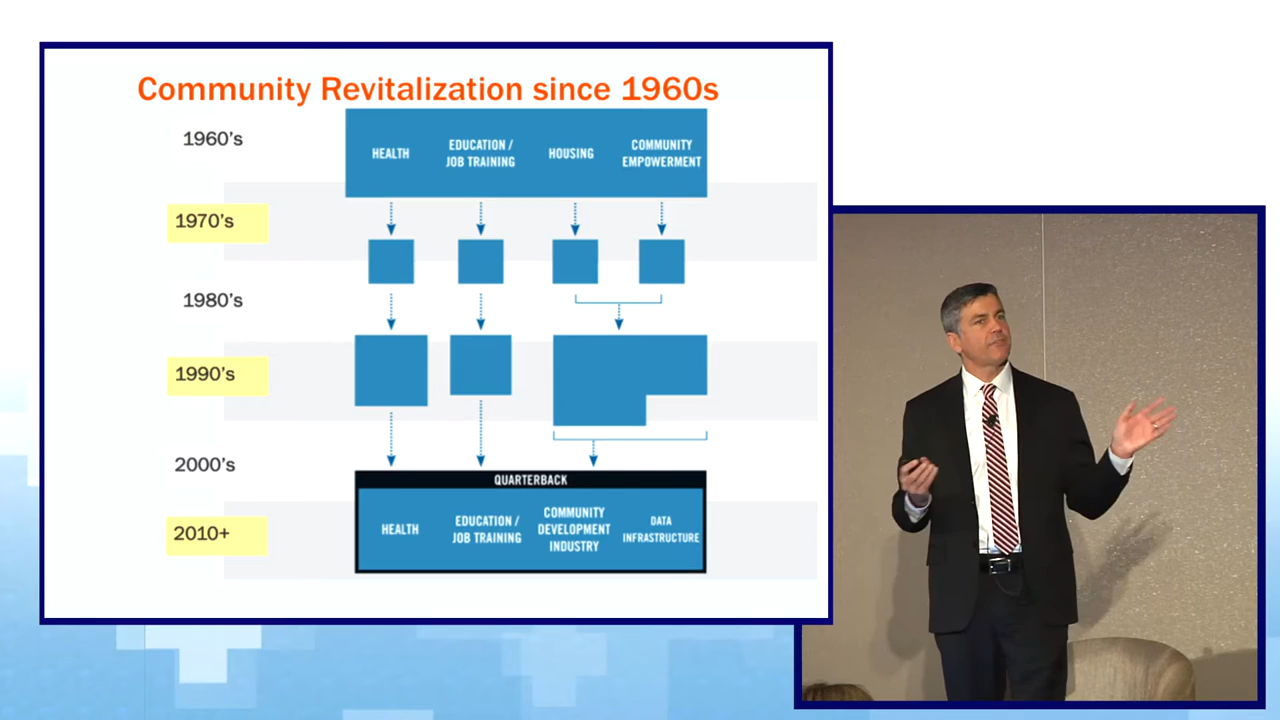 Community Revitalization since 1960s
1960's
HEALTH
EDUCATION /
JOB TRAINING
HOUSING
COMMUNITY
EMPOWERMENT
1970's
1980's
1990's
2000's
QUARTERBACK
2010+
HEALTH
EDUCATION /
JOB TRAINING
COMMUNITY
DEVELOPMENT
INDUSTRY
DATA
INFRASTRUCTURE